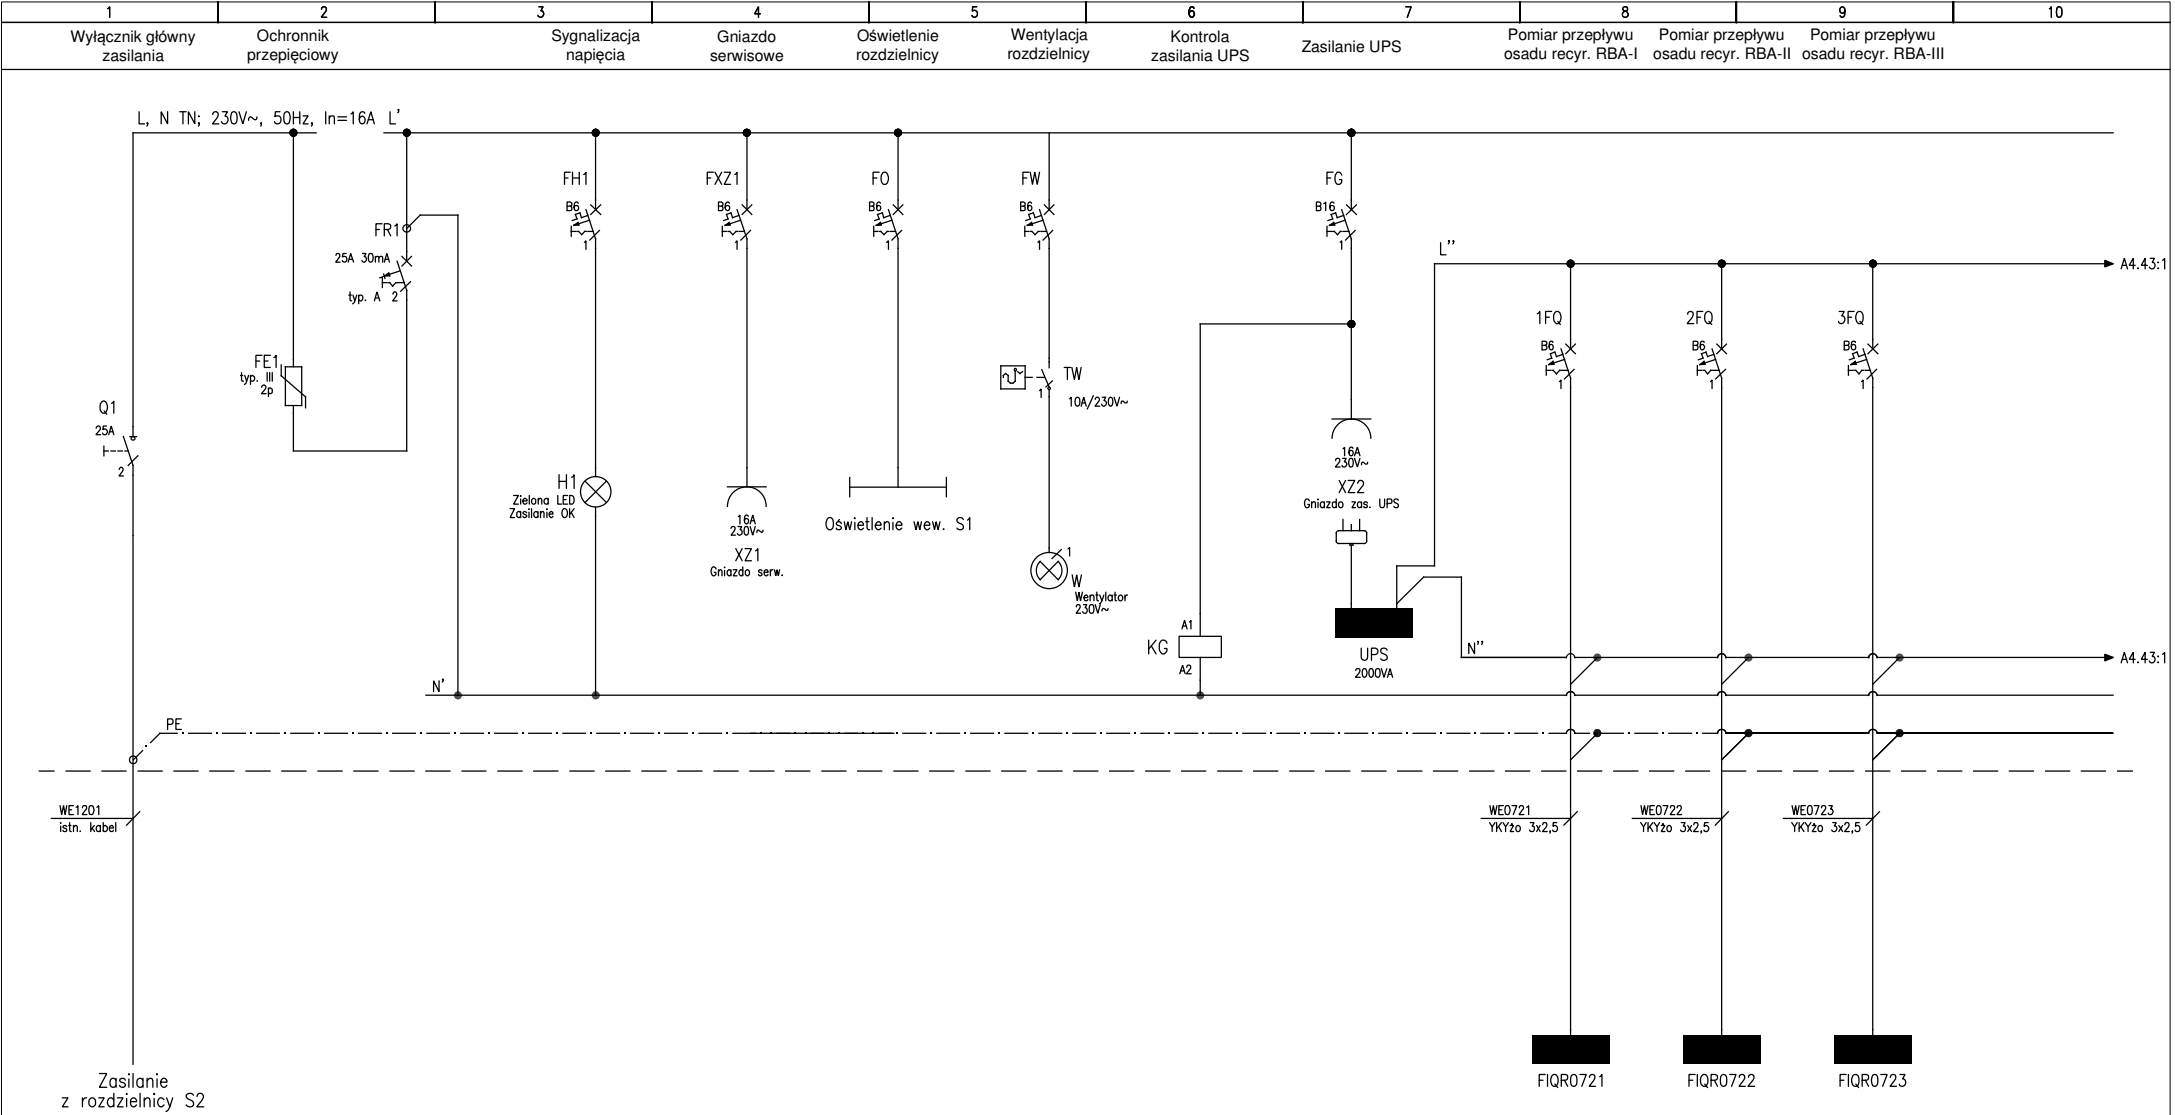 1 2 3 4 5 6 7 8 9 10
Wyłącznik główny
zasilania
Ochronnik
przepięciowy
Sygnalizacja
napięcia
Gniazdo
serwisowe
Oświetlenie
rozdzielnicy
Wentylacja
rozdzielnicy
Kontrola
zasilania UPS
Zasilanie UPS
Pomiar przepływu
osadu recyr. RBA-I
Pomiar przepływu
osadu recyr. RBA-II
Pomiar przepływu
osadu recyr. RBA-III
L, N TN; 230V~, 50Hz, In=16A L'
FH1
B6
1
FXZ1
B6
1
FO
B6
1
FW
B6
1
FG
B16
1
FR1
25A 30mA
typ. A 2
L''
A4.43:1
1FQ
B6
1
2FQ
B6
1
3FQ
B6
1
FE1
typ. III
2p
TW
1
10A/230V~
Q1
25A
2
H1
Zielona LED
Zasilanie OK
16A
230V~
XZ1
Gniazdo serw.
Oświetlenie wew. S1
1
W
Wentylator
230V~
16A
230V~
XZ2
Gniazdo zas. UPS
A1
KG
A2
UPS
2000VA
N''
A4.43:1
N'
PE
WE1201
istn. kabel
WE0721
YKYżo 3x2,5
WE0722
YKYżo 3x2,5
WE0723
YKYżo 3x2,5
Zasilanie
z rozdzielnicy S2
FIQR0721
FIQR0722
FIQR0723